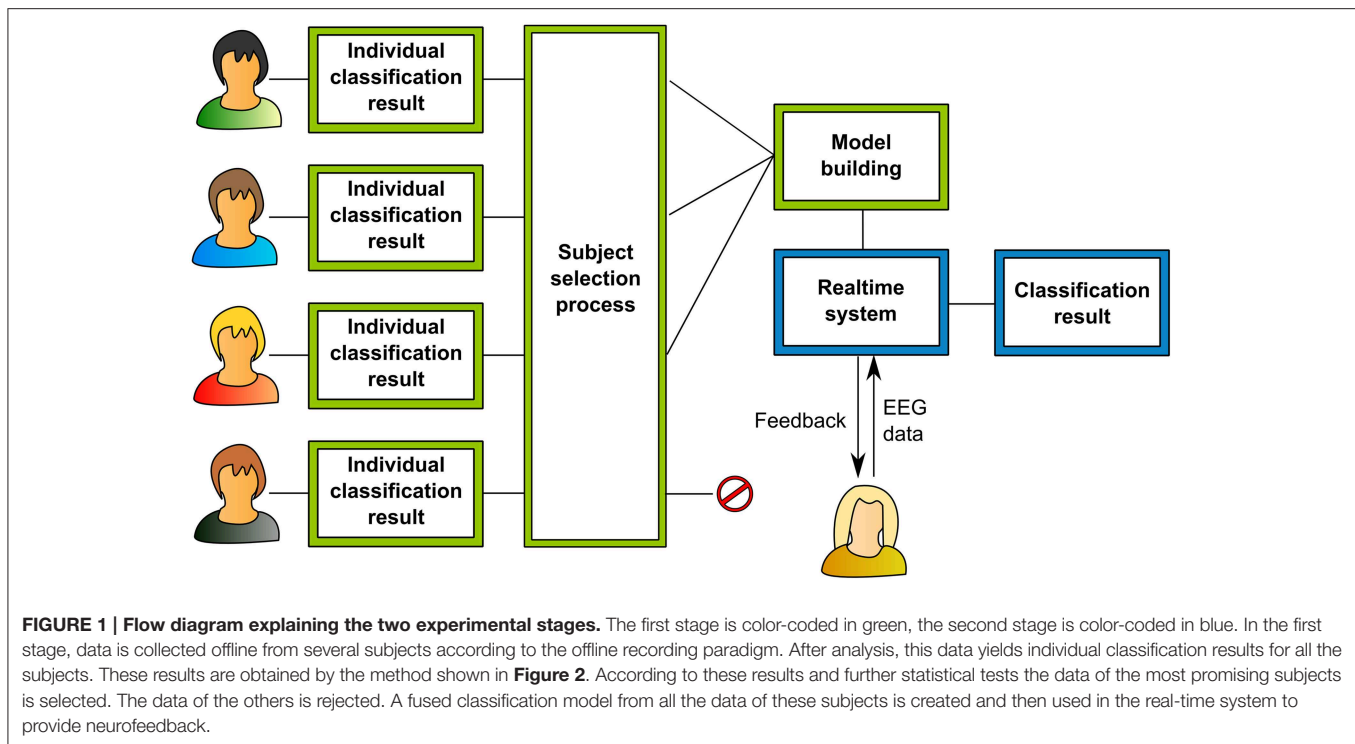 Individual
classification
result
Individual
classification
result
Individual
classification
result
Individual
classification
result
Subject
selection
process
Model
building
Realtime
system
Classification
result
Feedback
EEG
data
FIGURE 1 | Flow diagram explaining the two experimental stages. The first stage is color-coded in green, the second stage is color-coded in blue. In the first
stage, data is collected offline from several subjects according to the offline recording paradigm. After analysis, this data yields individual classification results for all the
subjects. These results are obtained by the method shown in Figure 2. According to these results and further statistical tests the data of the most promising subjects
is selected. The data of the others is rejected. A fused classification model from all the data of these subjects is created and then used in the real-time system to
provide neurofeedback.